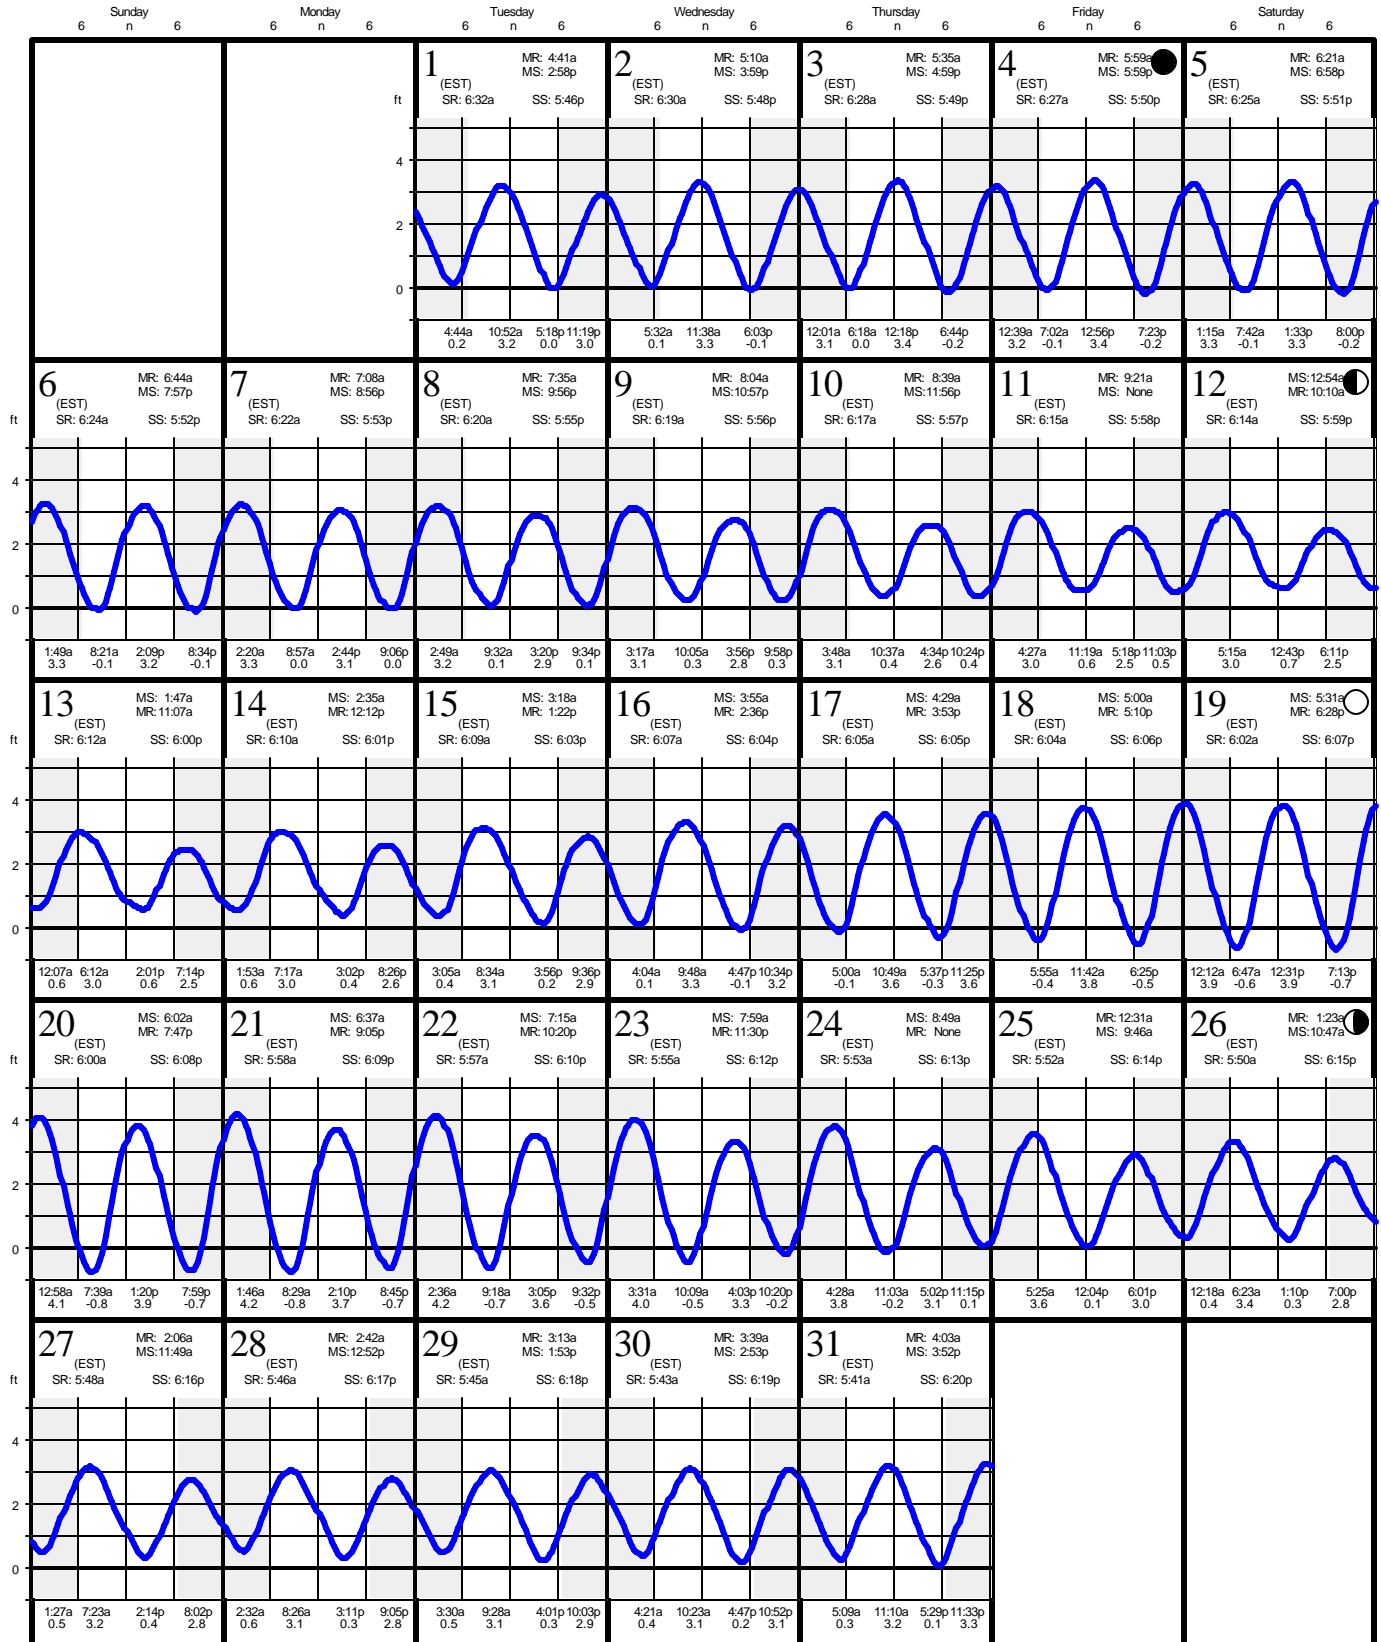 Sunday Monday Tuesday Wednesday Thursday Friday Saturday
6 n 6 6 n 6 6 n 6 6 n 6 6 n 6 6 n 6 6 n 6
1 MR: 4:41a
MS: 2:58p
(EST)
ft SR: 6:32a SS: 5:46p
2 MR: 5:10a
MS: 3:59p
(EST)
SR: 6:30a SS: 5:48p
3 MR: 5:35a
MS: 4:59p
(EST)
SR: 6:28a SS: 5:49p
4 MR: 5:59a
MS: 5:59p
(EST)
SR: 6:27a SS: 5:50p
5 MR: 6:21a
MS: 6:58p
(EST)
SR: 6:25a SS: 5:51p
4
2
0
4:44a 10:52a 5:18p 11:19p 5:32a 11:38a 6:03p 12:01a 6:18a 12:18p 6:44p 12:39a 7:02a 12:56p 7:23p 1:15a 7:42a 1:33p 8:00p
0.2 3.2 0.0 3.0 0.1 3.3 -0.1 3.1 0.0 3.4 -0.2 3.2 -0.1 3.4 -0.2 3.3 -0.1 3.3 -0.2
6 MR: 6:44a
MS: 7:57p
(EST)
ft SR: 6:24a SS: 5:52p
7 MR: 7:08a
MS: 8:56p
(EST)
SR: 6:22a SS: 5:53p
8 MR: 7:35a
MS: 9:56p
(EST)
SR: 6:20a SS: 5:55p
9 MR: 8:04a
MS:10:57p
(EST)
SR: 6:19a SS: 5:56p
10 MR: 8:39a
MS:11:56p
(EST)
SR: 6:17a SS: 5:57p
11 MR: 9:21a
MS: None
(EST)
SR: 6:15a SS: 5:58p
12 MS:12:54a
MR:10:10a
(EST)
SR: 6:14a SS: 5:59p
4
2
0
1:49a 8:21a 2:09p 8:34p 2:20a 8:57a 2:44p 9:06p 2:49a 9:32a 3:20p 9:34p 3:17a 10:05a 3:56p 9:58p 3:48a 10:37a 4:34p 10:24p 4:27a 11:19a 5:18p 11:03p 5:15a 12:43p 6:11p
3.3 -0.1 3.2 -0.1 3.3 0.0 3.1 0.0 3.2 0.1 2.9 0.1 3.1 0.3 2.8 0.3 3.1 0.4 2.6 0.4 3.0 0.6 2.5 0.5 3.0 0.7 2.5
13 MS: 1:47a
MR:11:07a
(EST)
ft SR: 6:12a SS: 6:00p
14 MS: 2:35a
MR:12:12p
(EST)
SR: 6:10a SS: 6:01p
15 MS: 3:18a
MR: 1:22p
(EST)
SR: 6:09a SS: 6:03p
16 MS: 3:55a
MR: 2:36p
(EST)
SR: 6:07a SS: 6:04p
17 MS: 4:29a
MR: 3:53p
(EST)
SR: 6:05a SS: 6:05p
18 MS: 5:00a
MR: 5:10p
(EST)
SR: 6:04a SS: 6:06p
19 MS: 5:31a
MR: 6:28p
(EST)
SR: 6:02a SS: 6:07p
4
2
0
12:07a 6:12a 2:01p 7:14p 1:53a 7:17a 3:02p 8:26p 3:05a 8:34a 3:56p 9:36p 4:04a 9:48a 4:47p 10:34p 5:00a 10:49a 5:37p 11:25p 5:55a 11:42a 6:25p 12:12a 6:47a 12:31p 7:13p
0.6 3.0 0.6 2.5 0.6 3.0 0.4 2.6 0.4 3.1 0.2 2.9 0.1 3.3 -0.1 3.2 -0.1 3.6 -0.3 3.6 -0.4 3.8 -0.5 3.9 -0.6 3.9 -0.7
20 MS: 6:02a
MR: 7:47p
(EST)
ft SR: 6:00a SS: 6:08p
21 MS: 6:37a
MR: 9:05p
(EST)
SR: 5:58a SS: 6:09p
22 MS: 7:15a
MR:10:20p
(EST)
SR: 5:57a SS: 6:10p
23 MS: 7:59a
MR:11:30p
(EST)
SR: 5:55a SS: 6:12p
24 MS: 8:49a
MR: None
(EST)
SR: 5:53a SS: 6:13p
25 MR:12:31a
MS: 9:46a
(EST)
SR: 5:52a SS: 6:14p
26 MR: 1:23a
MS:10:47a
(EST)
SR: 5:50a SS: 6:15p
4
2
0
12:58a 7:39a 1:20p 7:59p 1:46a 8:29a 2:10p 8:45p 2:36a 9:18a 3:05p 9:32p 3:31a 10:09a 4:03p 10:20p 4:28a 11:03a 5:02p 11:15p 5:25a 12:04p 6:01p 12:18a 6:23a 1:10p 7:00p
4.1 -0.8 3.9 -0.7 4.2 -0.8 3.7 -0.7 4.2 -0.7 3.6 -0.5 4.0 -0.5 3.3 -0.2 3.8 -0.2 3.1 0.1 3.6 0.1 3.0 0.4 3.4 0.3 2.8
27 MR: 2:06a
MS:11:49a
(EST)
ft SR: 5:48a SS: 6:16p
28 MR: 2:42a
MS:12:52p
(EST)
SR: 5:46a SS: 6:17p
29 MR: 3:13a
MS: 1:53p
(EST)
SR: 5:45a SS: 6:18p
30 MR: 3:39a
MS: 2:53p
(EST)
SR: 5:43a SS: 6:19p
31 MR: 4:03a
MS: 3:52p
(EST)
SR: 5:41a SS: 6:20p
4
2
0
1:27a 7:23a 2:14p 8:02p 2:32a 8:26a 3:11p 9:05p 3:30a 9:28a 4:01p 10:03p 4:21a 10:23a 4:47p 10:52p 5:09a 11:10a 5:29p 11:33p
0.5 3.2 0.4 2.8 0.6 3.1 0.3 2.8 0.5 3.1 0.3 2.9 0.4 3.1 0.2 3.1 0.3 3.2 0.1 3.3